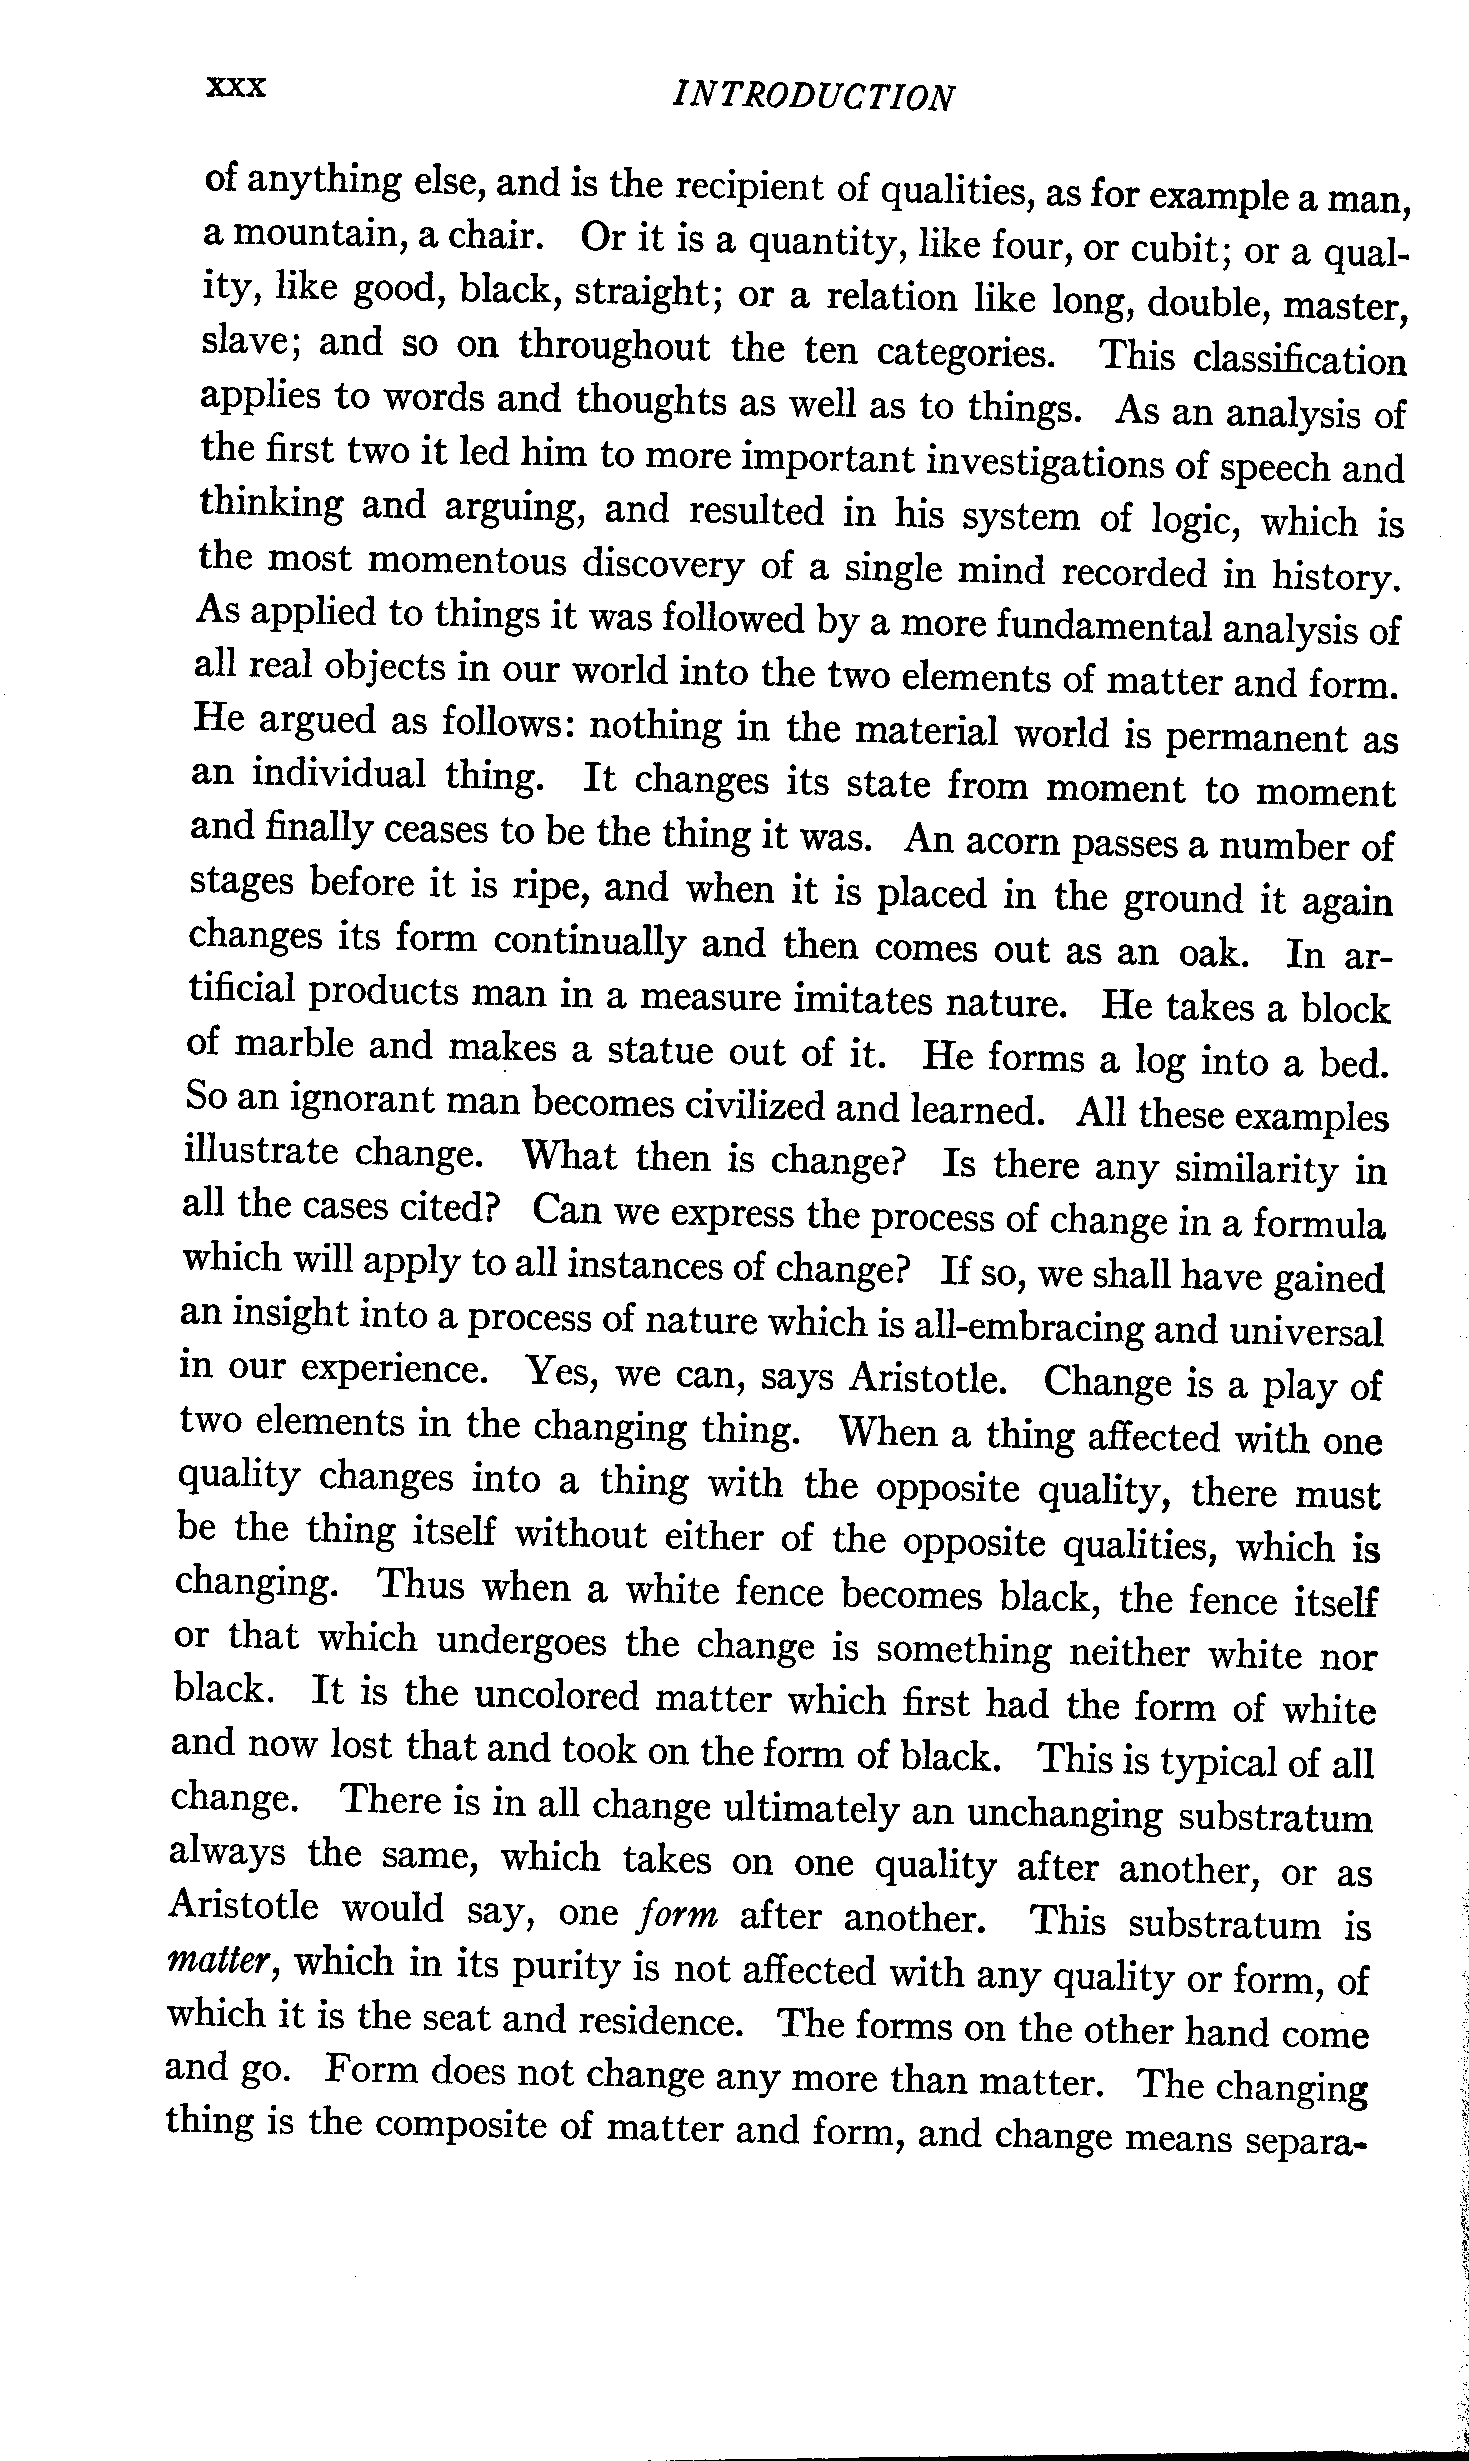 xxx INTRODUCTION
of anything else, and is the recipient of qualities, as for example a man,
a mountain, a chair. Or it is a quantity, like four, or cubit; or a qual-
ity, like good, black, straight; or a relation like long, double, master,
slave; and so on throughout the ten categories. This classification
applies to words and thoughts as well as to things. As an analysis of
the first two it led him to more important investigations of speech and
thinking and arguing, and resulted in his system of logic, which is
the most momentous discovery of a single mind recorded in history.
As applied to things it was followed by a more fundamental analysis of
all real objects in our world into the two elements of matter and form.
He argued as follows: nothing in the material world is permanent as
an individual thing. It changes its state from moment to moment
and finally ceases to be the thing it was. An acorn passes a number of
stages before it is ripe, and when it is placed in the ground it again
changes its form continually and then comes out as an oak. In ar-
tificial products man in a measure imitates nature. He takes a block
of marble and makes a statue out of it. He forms a log into a bed.
So an ignorant man becomes civilized and learned. All these examples
illustrate change. What then is change? Is there any similarity in
all the cases cited? Can we express the process of change in a formula
which will apply to all instances of change? If so, we shall have gained
an insight into a process of nature which is all-embracing and universal
in our experience. Yes, we can, says Aristotle. Change is a play of
two elements in the changing thing. When a thing affected with one
quality changes into a thing with the opposite quality, there must
be the thing itself without either of the opposite qualities, which is
changing. Thus when a white fence becomes black, the fence itself
or that which undergoes the change is something neither white nor
black. It is the uncolored matter which first had the form of white
and now lost that and took on the form of black. This is typical of all
change. There is in all change ultimately an unchanging substratum
always the same, which takes on one quality after another, or as
Aristotle would say, one form after another. This substratum is
matter, which in its purity is not affected with any quality or form, of
which it is the seat and residence. The forms on the other hand come
and go. Form does not change any more than matter. The changing
thing is the composite of matter and form, and change means separa-